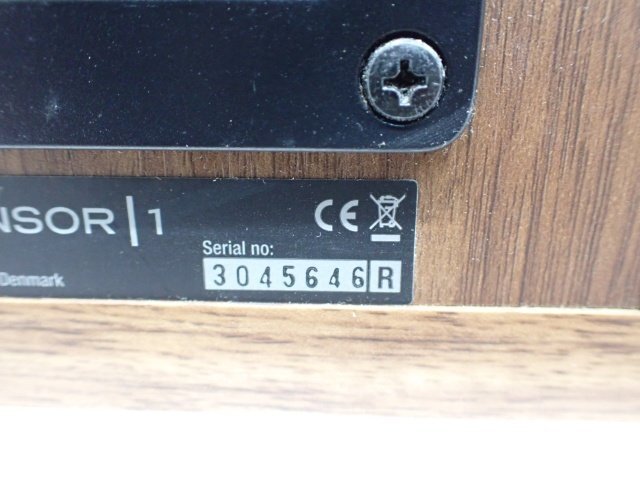 NSOR|1
CE
Serial no:
Denmark
3045646 R